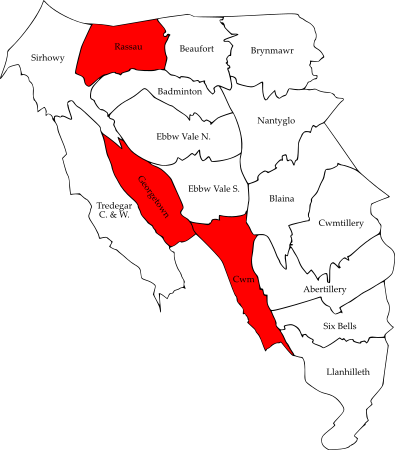 Rassau
Beaufort
Brynmawr
Sirhowy
Badminton
Nantyglo
Ebbw Vale N.
Ebbw Vale S.
Georgetown
Blaina
Tredegar
C. & W.
Cwmtillery
Cwm
Abertillery
Six Bells
Llanhilleth